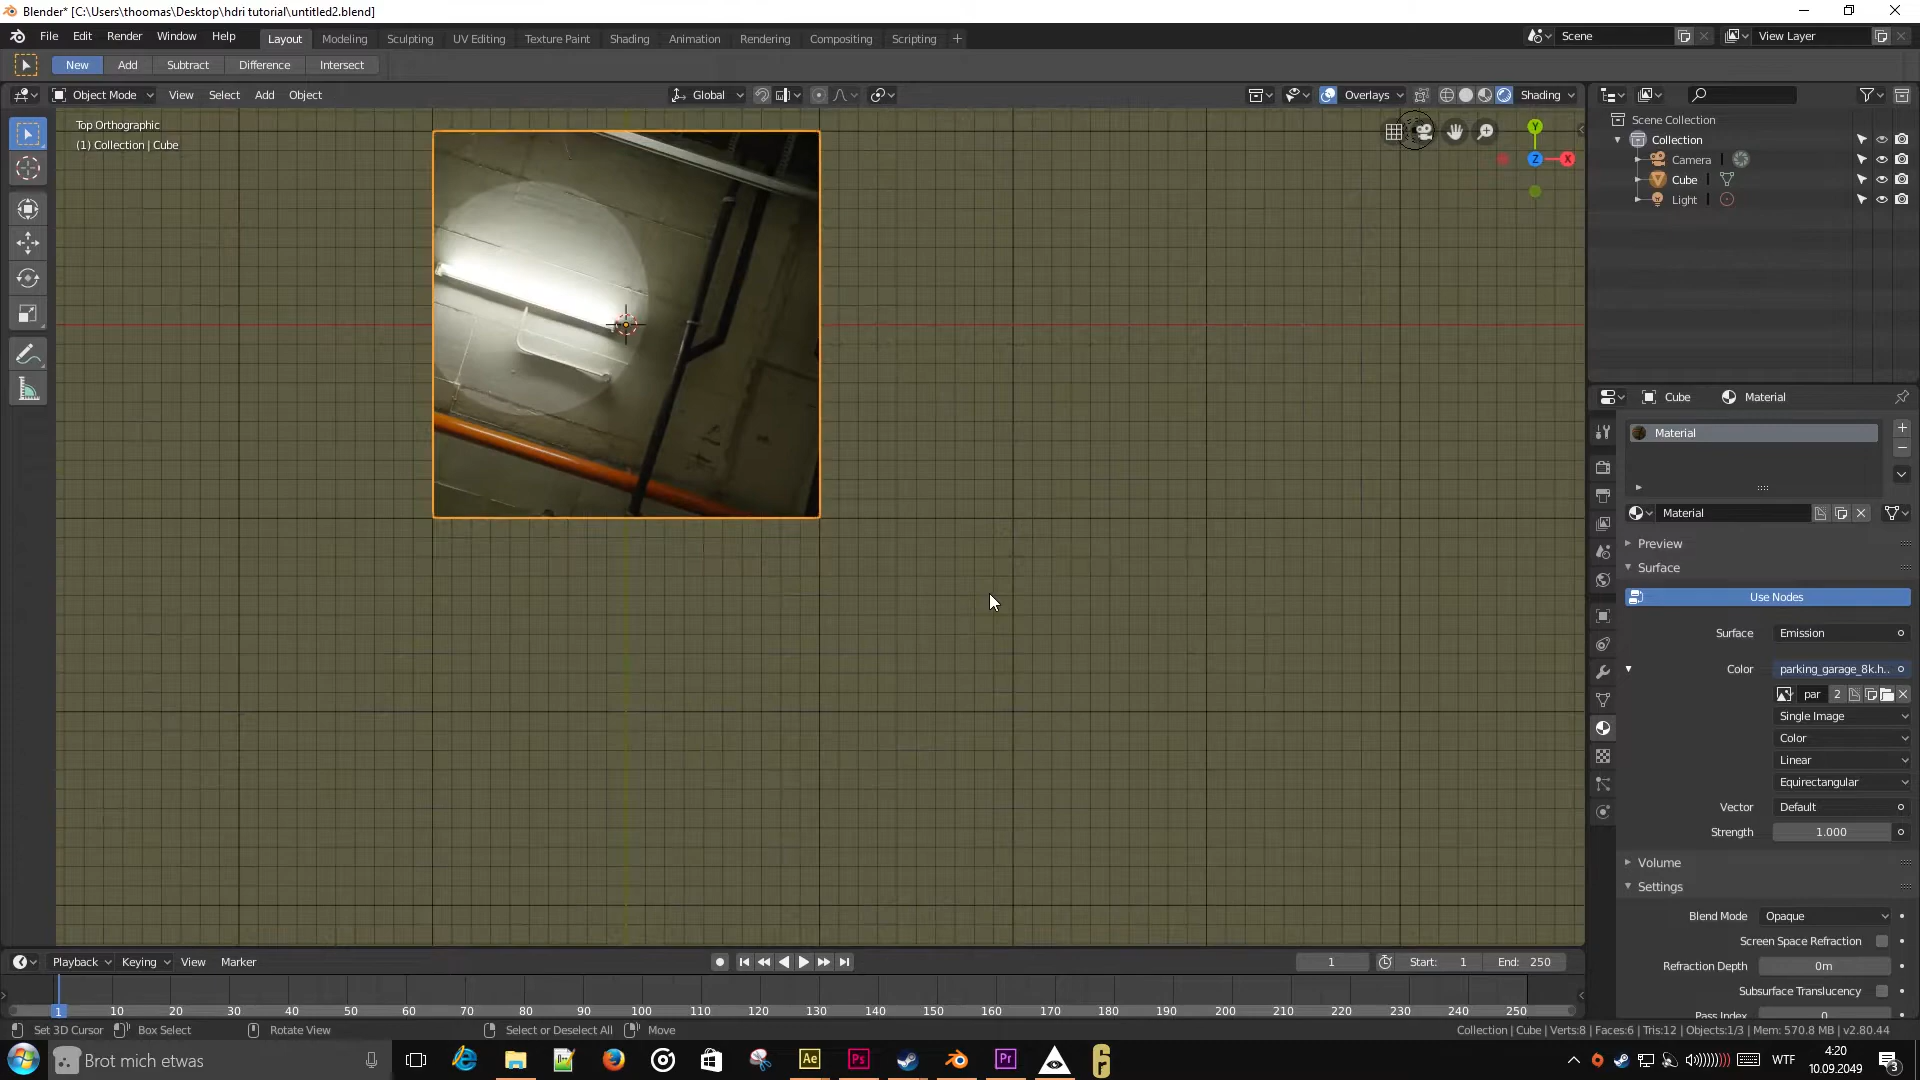 Blender* [C:\Users\thoomas\Desktop\hdri tutorial\untitled2.blend]
File Edit Render Window Help Layout Modeling Sculpting UV Editing Texture Paint Shading Animation Rendering Compositing Scripting + Scene View Layer
New Add Subtract Difference Intersect
Object Mode View Select Add Object Global Overlays Shading
Top Orthographic
(1) Collection | Cube
Y
Z X
Scene Collection
Collection
Camera
Cube
Light
Cube Material
Material
Material
Preview
Surface
Use Nodes
Surface Emission
Color parking_garage_8k.h..
par 2
Single Image
Color
Linear
Equirectangular
Vector Default
Strength 1.000
Volume
Settings
Blend Mode Opaque
Screen Space Refraction
Refraction Depth 0m
Subsurface Translucency
Pass Index 0
Playback Keying View Marker 1 Start: 1 End: 250
1 10 20 30 40 50 60 70 80 90 100 110 120 130 140 150 160 170 180 190 200 210 220 230 240 250
Set 3D Cursor Box Select Rotate View Select or Deselect All Move Collection | Cube | Verts:8 | Faces:6 | Tris:12 | Objects:1/3 | Mem: 570.8 MB | v2.80.44
Brot mich etwas Ae Ps Pr 6 WTF 4:20
10.09.2049 3